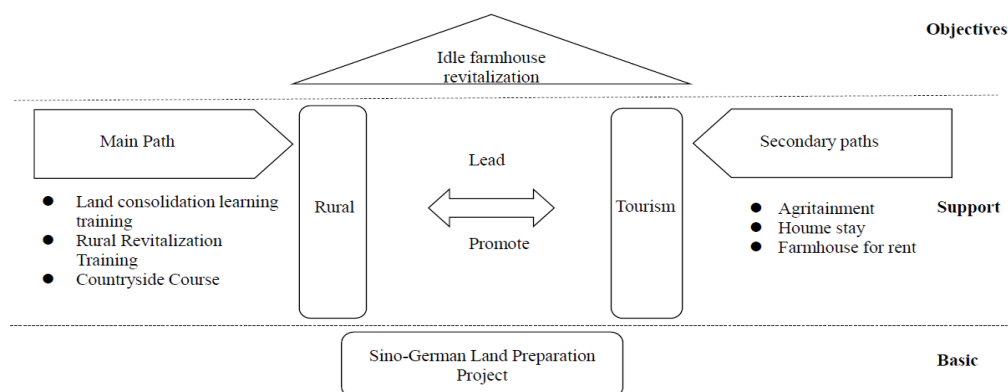 Objectives
Idle farmhouse
revitalization
Main Path
Land consolidation learning
training
Rural Revitalization
Training
Countryside Course
Rural
Lead
Promote
Tourism
Secondary paths
Agritainment
Houme stay
Farmhouse for rent
Support
Sino-German Land Preparation
Project
Basic